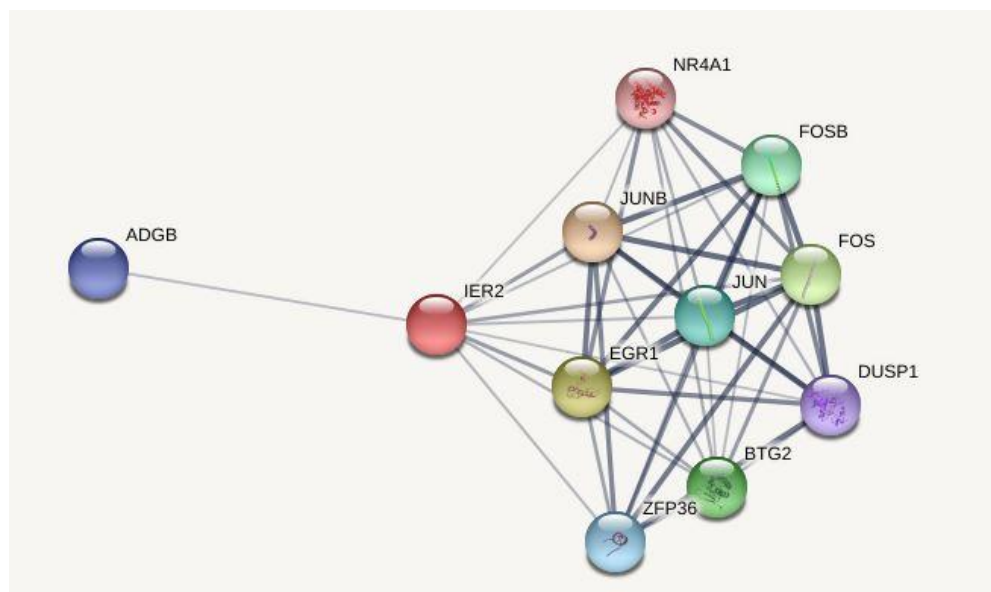 NR4A1
FOSB
JUNB
ADGB
FOS
IER2
JUN
EGR1
DUSP1
BTG2
ZFP36